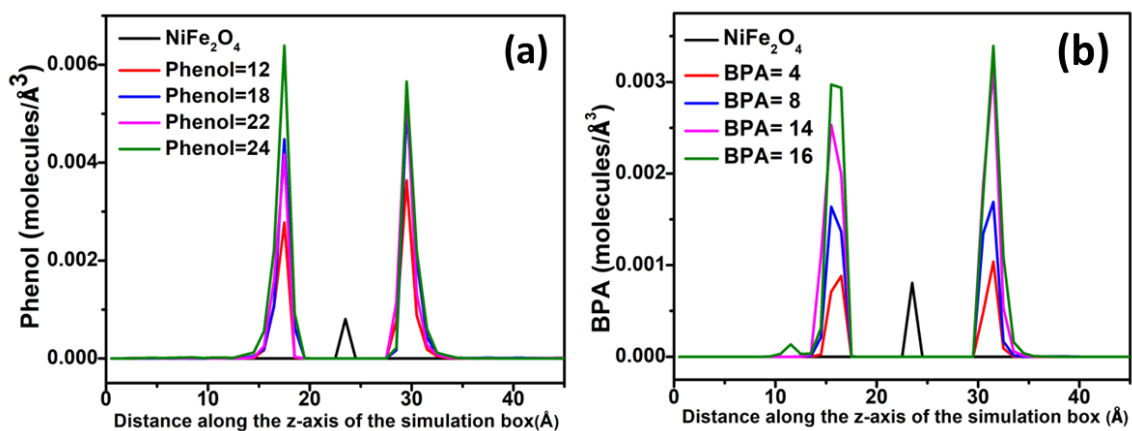 (a)
NiFe₂O₄
Phenol=12
Phenol=18
Phenol=22
Phenol=24
Phenol (molecules/Å³)
0.006
0.004
0.002
0.000
0 10 20 30 40
Distance along the z-axis of the simulation box(Å)
(b)
NiFe₂O₄
BPA= 4
BPA= 8
BPA= 14
BPA= 16
BPA (molecules/Å³)
0.003
0.002
0.001
0.000
0 10 20 30 40
Distance along the z-axis of the simulation box (Å)